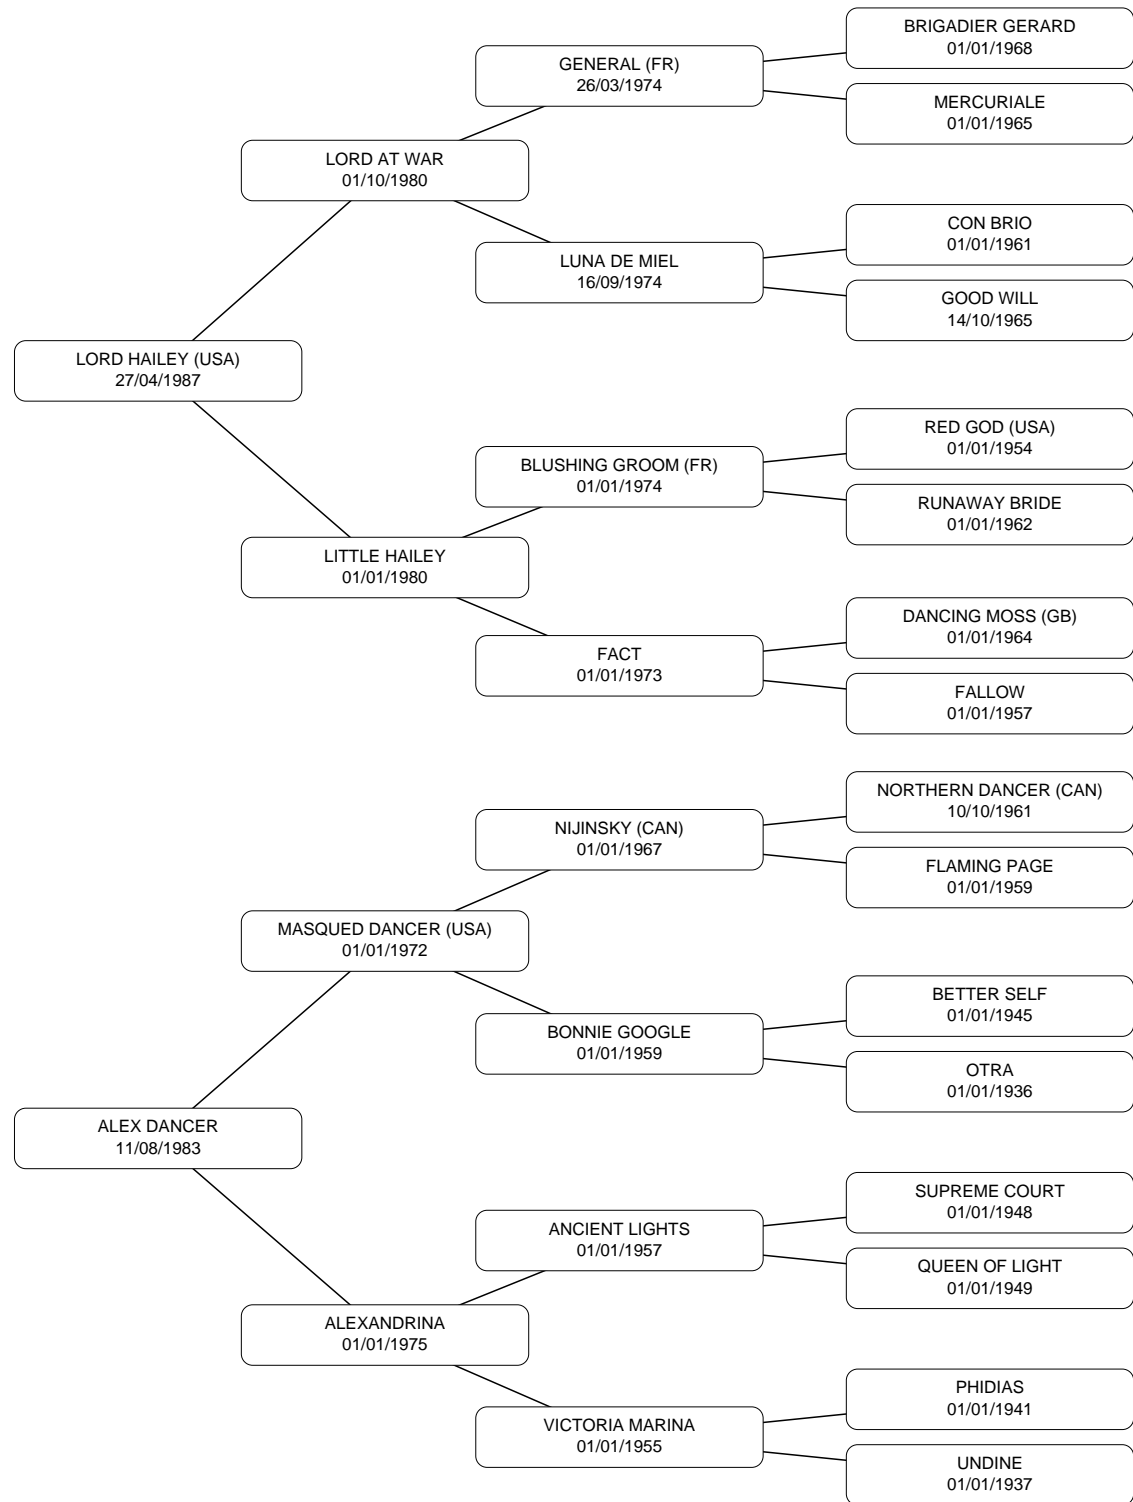 BRIGADIER GERARD
01/01/1968
GENERAL (FR)
26/03/1974
MERCURIALE
01/01/1965
LORD AT WAR
01/10/1980
CON BRIO
01/01/1961
LUNA DE MIEL
16/09/1974
GOOD WILL
14/10/1965
LORD HAILEY (USA)
27/04/1987
RED GOD (USA)
01/01/1954
BLUSHING GROOM (FR)
01/01/1974
RUNAWAY BRIDE
01/01/1962
LITTLE HAILEY
01/01/1980
DANCING MOSS (GB)
01/01/1964
FACT
01/01/1973
FALLOW
01/01/1957
NORTHERN DANCER (CAN)
10/10/1961
NIJINSKY (CAN)
01/01/1967
FLAMING PAGE
01/01/1959
MASQUED DANCER (USA)
01/01/1972
BETTER SELF
01/01/1945
BONNIE GOOGLE
01/01/1959
OTRA
01/01/1936
ALEX DANCER
11/08/1983
SUPREME COURT
01/01/1948
ANCIENT LIGHTS
01/01/1957
QUEEN OF LIGHT
01/01/1949
ALEXANDRINA
01/01/1975
PHIDIAS
01/01/1941
VICTORIA MARINA
01/01/1955
UNDINE
01/01/1937